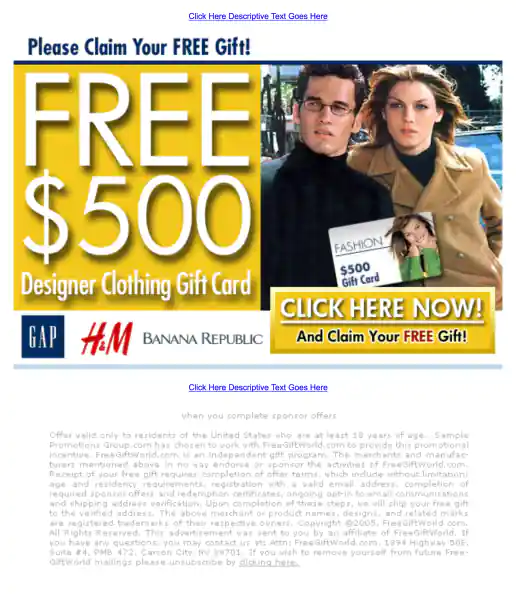 Click Here Descriptive Text Goes Here
Please Claim Your FREE Gift!
FREE
$500
Designer Clothing Gift Card
FASHION
$500
Gift Card
CLICK HERE NOW!
And Claim Your FREE Gift!
GAP
H&M
BANANA REPUBLIC
Click Here Descriptive Text Goes Here
when you complete sponsor offers
Offer valid only to residents of the United States who are at least 18 years of age. Sample
Promotions Group.com has chosen to work with FreeGiftWorld.com to provide this promotional
incentive. FreeGiftWorld.com is an independent gift program. The merchants and manufac-
turers mentioned above in no way endorse or sponsor the activities of FreeGiftWorld.com.
Receipt of your free gift requires completion of offer terms, which include without limitation,
age and residency requirements, registration with a valid email address, completion of
required sponsor offers and redemption certificates, ongoing opt-in to email communications
and shipping address verification. Upon completion of these steps, we will ship your free gift
to the verified address. The above merchant or product names, designs, and related marks
are registered trademarks of their respective owners. Copyright @2005. FreeGiftWorld.com.
All Rights Reserved. This advertisement was sent to you by an affiliate of FreeGiftWorld. If
you have any questions, you may contact us At: Attn: FreeGiftWorld.com, 1894 Highway 50E,
Suite #4, PMB 472, Carson City, NV 89701. If you wish to remove yourself from future Free-
GiftWorld mailings please unsubscribe by clicking here.